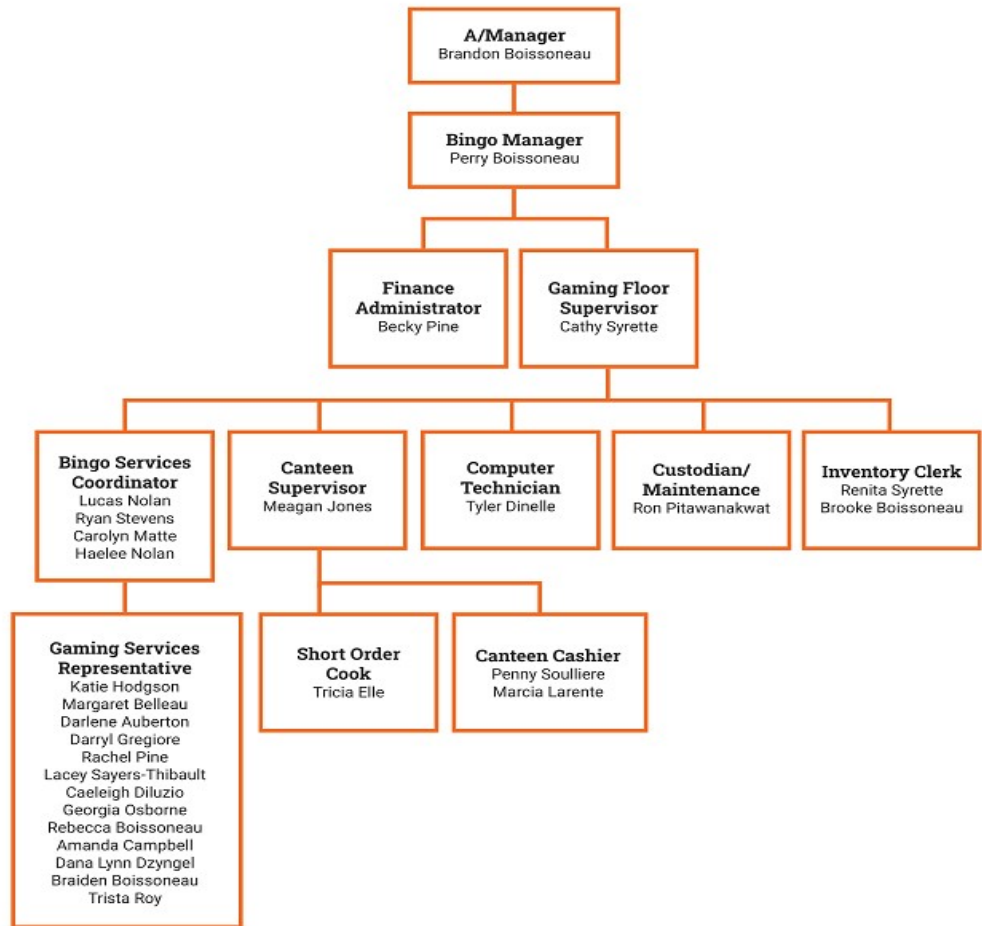 A/Manager
Brandon Boissoneau
Bingo Manager
Perry Boissoneau
Finance
Administrator
Becky Pine
Gaming Floor
Supervisor
Cathy Syrette
Bingo Services
Coordinator
Lucas Nolan
Ryan Stevens
Carolyn Matte
Haelee Nolan
Canteen
Supervisor
Meagan Jones
Computer
Technician
Tyler Dinelle
Custodian/
Maintenance
Ron Pitawanakwat
Inventory Clerk
Renita Syrette
Brooke Boissoneau
Gaming Services
Representative
Katie Hodgson
Margaret Belleau
Darlene Auberton
Darryl Gregiore
Rachel Pine
Lacey Sayers-Thibault
Caeleigh Diluzio
Georgia Osborne
Rebecca Boissoneau
Amanda Campbell
Dana Lynn Dzyngel
Braiden Boissoneau
Trista Roy
Short Order
Cook
Tricia Elle
Canteen Cashier
Penny Soulliere
Marcia Larente